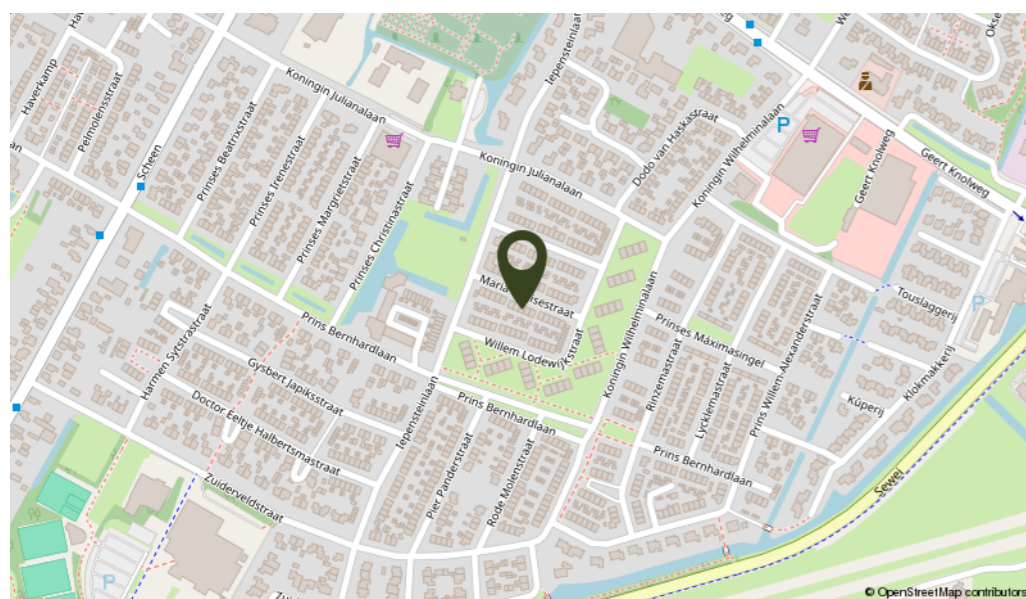 Iepensteinlaan
Haverkamp
Pelmolensstraat
Koningin Julianalaan
Scheen
Prinses Beatrixstraat
Prinses Irenestraat
Prinses Margrietstraat
Prinses Christinastraat
Koningin Julianalaan
Dodo van Haskastraat
Koningin Wilhelminalaan
P
Geert Knolweg
Geert Knolweg
Touslaggerij
P
Willem Lodewijkstraat
Koningin Wilhelminalaan
Prinses Máximasingel
Rinzemastraat
Lycklemastraat
Prins Willem-Alexanderstraat
Kúperij
Klokmakkerij
Prins Bernhardlaan
Harmen Sytstrastraat
Gysbert Japiksstraat
Doctor Eeltje Halbertsmastraat
Iepensteinlaan
Prins Bernhardlaan
Prins Bernhardlaan
Pier Panderstraat
Rode Molenstraat
Zuiderveldstraat
Sewei
P
© OpenStreetMap contributors